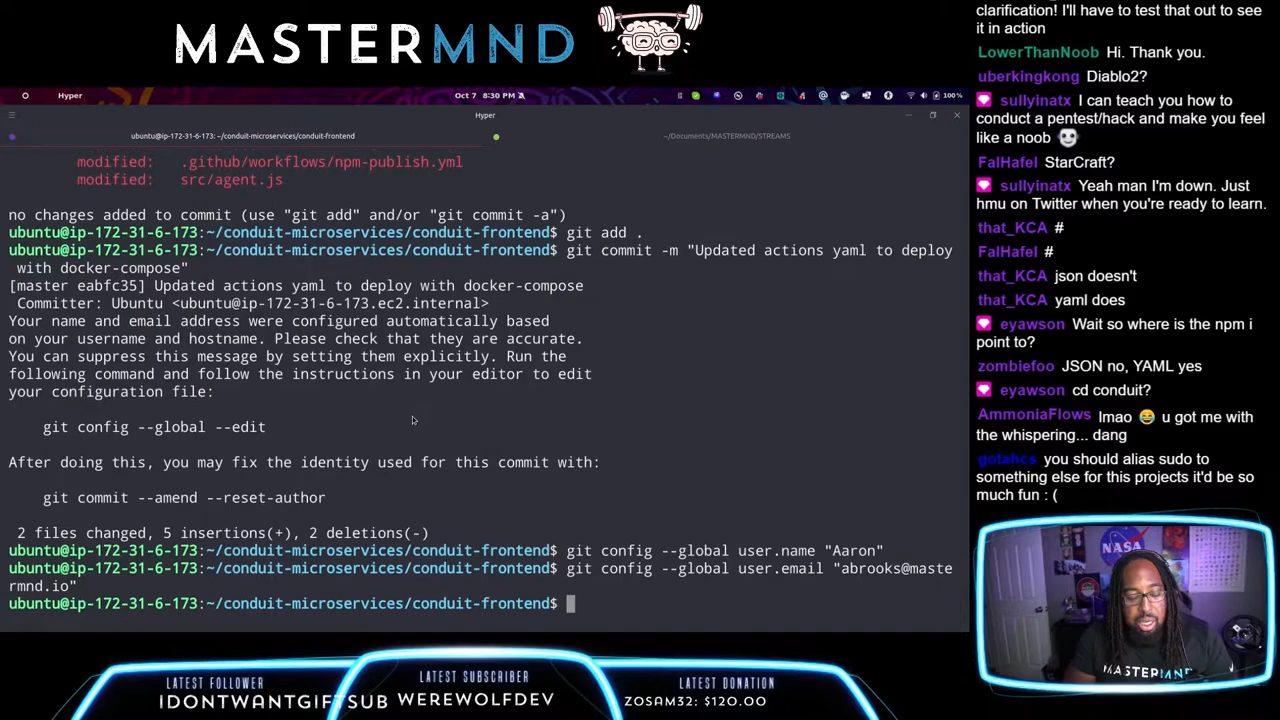 MASTERMND
Hyper
Oct 7 8:30 PM
100%
Hyper
ubuntu@ip-172-31-6-173: ~/conduit-microservices/conduit-frontend
~/Documents/MASTERMND/STREAMS
modified: .github/workflows/npm-publish.yml
modified: src/agent.js
no changes added to commit (use "git add" and/or "git commit -a")
ubuntu@ip-172-31-6-173:~/conduit-microservices/conduit-frontend$ git add .
ubuntu@ip-172-31-6-173:~/conduit-microservices/conduit-frontend$ git commit -m "Updated actions yaml to deploy
with docker-compose"
[master eabfc35] Updated actions yaml to deploy with docker-compose
Committer: Ubuntu <ubuntu@ip-172-31-6-173.ec2.internal>
Your name and email address were configured automatically based
on your username and hostname. Please check that they are accurate.
You can suppress this message by setting them explicitly. Run the
following command and follow the instructions in your editor to edit
your configuration file:
git config --global --edit
After doing this, you may fix the identity used for this commit with:
git commit --amend --reset-author
2 files changed, 5 insertions(+), 2 deletions(-)
ubuntu@ip-172-31-6-173:~/conduit-microservices/conduit-frontend$ git config --global user.name "Aaron"
ubuntu@ip-172-31-6-173:~/conduit-microservices/conduit-frontend$ git config --global user.email "abrooks@maste
rmnd.io"
ubuntu@ip-172-31-6-173:~/conduit-microservices/conduit-frontend$
clarification! I'll have to test that out to see
it in action
LowerThanNoob Hi. Thank you.
uberkingkong Diablo2?
sullyinatx I can teach you how to
conduct a pentest/hack and make you feel
like a noob
FalHafel StarCraft?
sullyinatx Yeah man I'm down. Just
hmu on Twitter when you're ready to learn.
that_KCA #
FalHafel #
that_KCA json doesn't
that_KCA yaml does
eyawson Wait so where is the npm i
point to?
zombiefoo JSON no, YAML yes
eyawson cd conduit?
AmmoniaFlows lmao 😂 u got me with
the whispering... dang
gotahcs you should alias sudo to
something else for this projects it'd be so
much fun : (
NASA
MASTERMND
LATEST FOLLOWER
IDONTWANTGIFTSUB
LATEST SUBSCRIBER
WEREWOLFDEV
LATEST DONATION
ZOSAM32: $120.00